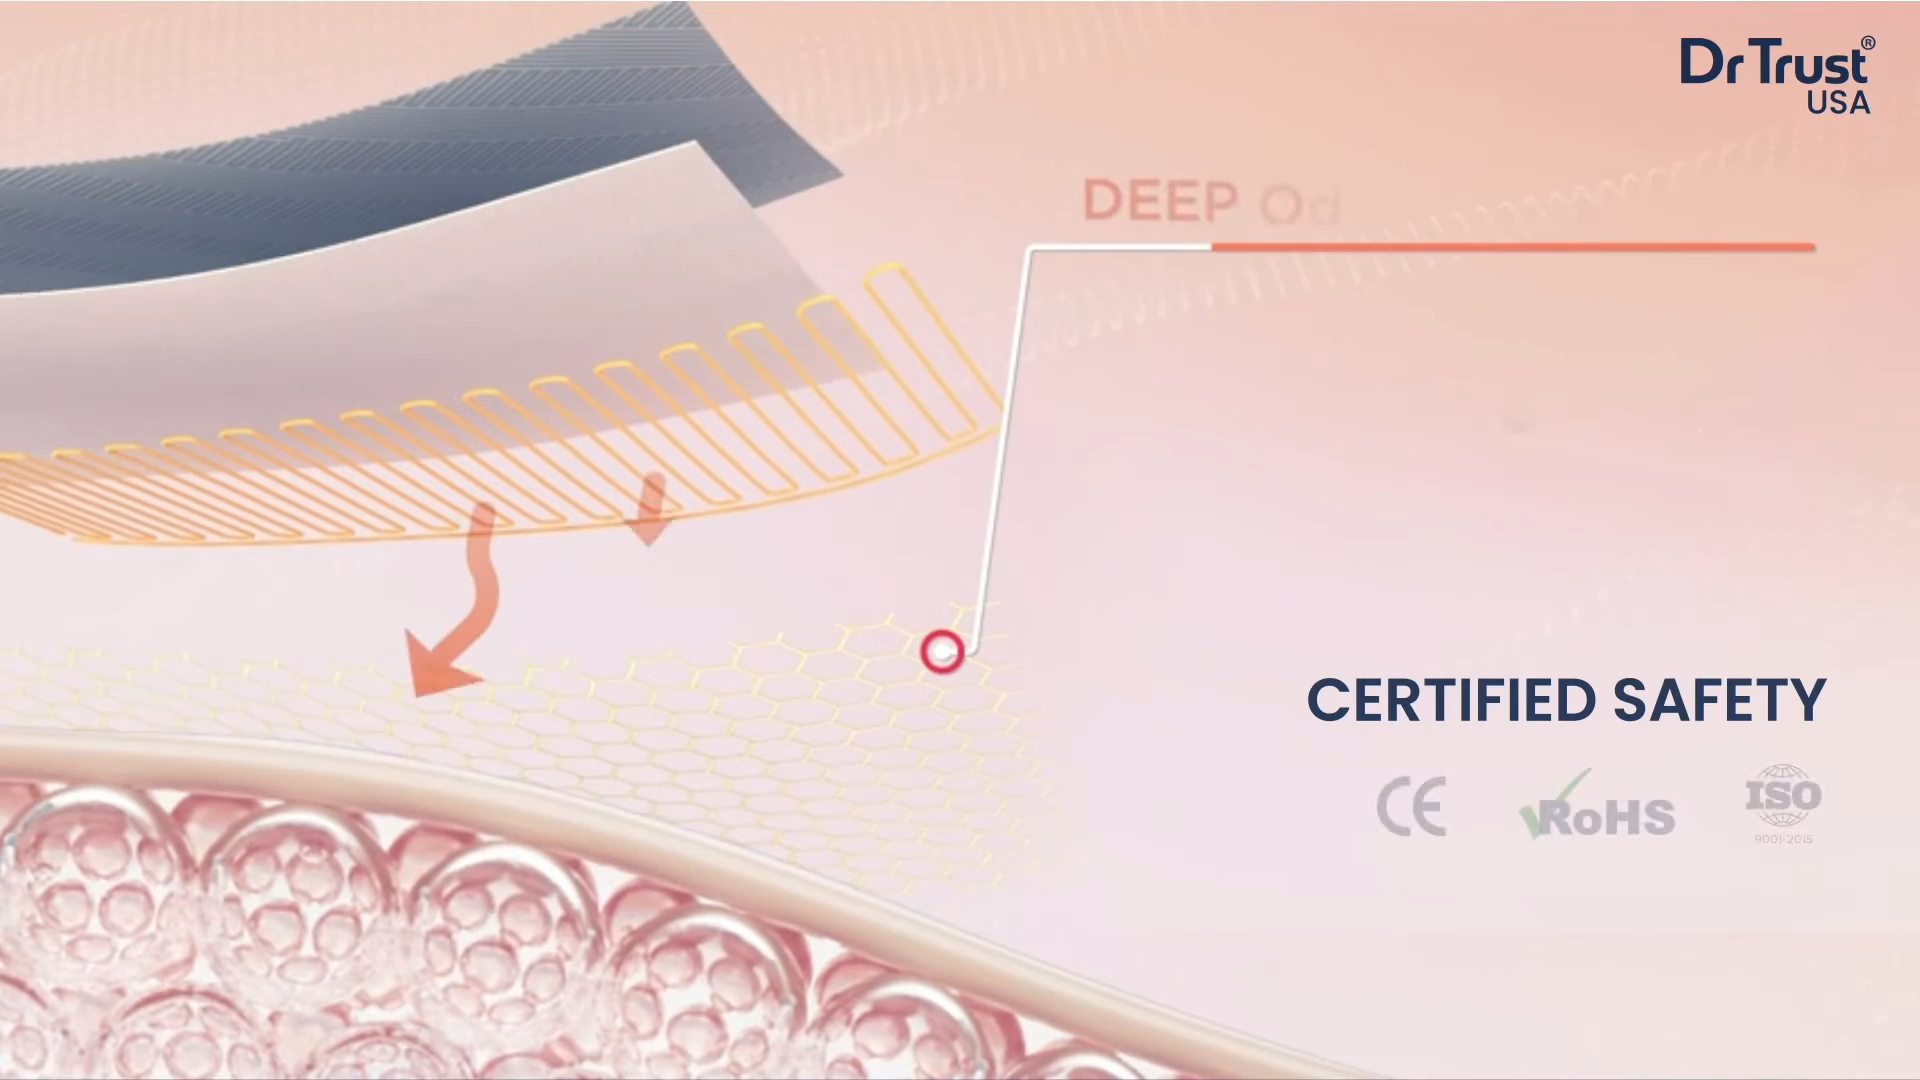 Dr Trust®
USA
DEEP
CERTIFIED SAFETY
CE
RoHS
ISO
9001:2015